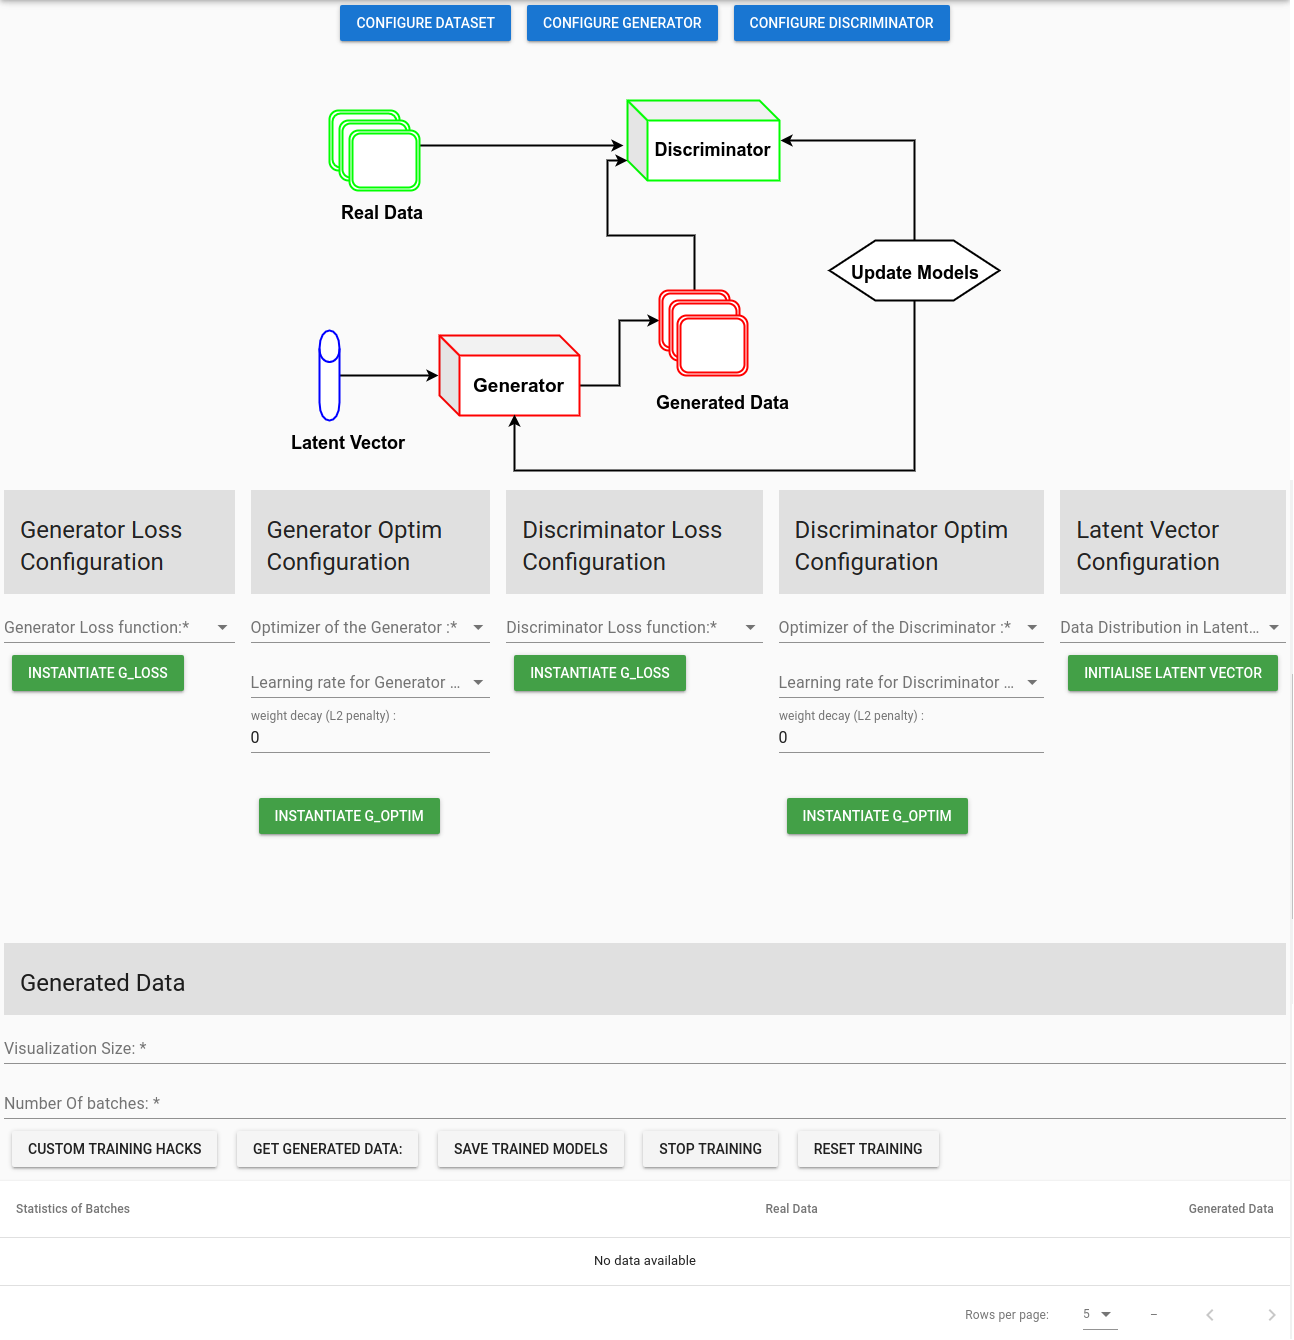 CONFIGURE DATASET
CONFIGURE GENERATOR
CONFIGURE DISCRIMINATOR
Discriminator
Real Data
Update Models
Generator
Generated Data
Latent Vector
Generator Loss
Configuration
Generator Loss function:*
INSTANTIATE G_LOSS
Generator Optim
Configuration
Optimizer of the Generator :*
Learning rate for Generator ...
weight decay (L2 penalty) :
0
INSTANTIATE G_OPTIM
Discriminator Loss
Configuration
Discriminator Loss function:*
INSTANTIATE G_LOSS
Discriminator Optim
Configuration
Optimizer of the Discriminator :*
Learning rate for Discriminator ...
weight decay (L2 penalty) :
0
INSTANTIATE G_OPTIM
Latent Vector
Configuration
Data Distribution in Latent...
INITIALISE LATENT VECTOR
Generated Data
Visualization Size: *
Number Of batches: *
CUSTOM TRAINING HACKS
GET GENERATED DATA:
SAVE TRAINED MODELS
STOP TRAINING
RESET TRAINING
Statistics of Batches
Real Data
Generated Data
No data available
Rows per page:
5
–